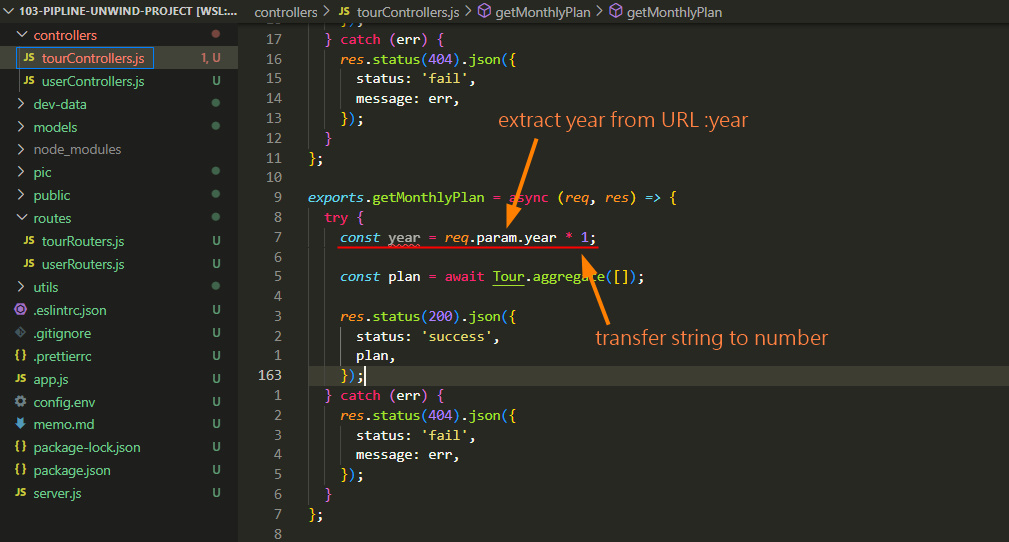 103-PIPLINE-UNWIND-PROJECT [WSL:...
controllers
JS tourControllers.js 1, U
JS userControllers.js U
dev-data
models
node_modules
pic
public
routes
JS tourRouters.js U
JS userRouters.js U
utils
.eslintrc.json U
.gitignore U
{} .prettierrc U
JS app.js U
config.env U
memo.md U
{} package-lock.json U
{} package.json U
JS server.js U
controllers > JS tourControllers.js > getMonthlyPlan > getMonthlyPlan
17 } catch (err) {
16 res.status(404).json({
15 status: 'fail',
14 message: err,
13 });
12 }
11 };
10
9 exports.getMonthlyPlan = async (req, res) => {
8 try {
7 const year = req.param.year * 1;
6
5 const plan = await Tour.aggregate([]);
4
3 res.status(200).json({
2 status: 'success',
1 plan,
163 });
1 } catch (err) {
2 res.status(404).json({
3 status: 'fail',
4 message: err,
5 });
6 }
7 };
8
extract year from URL :year
transfer string to number